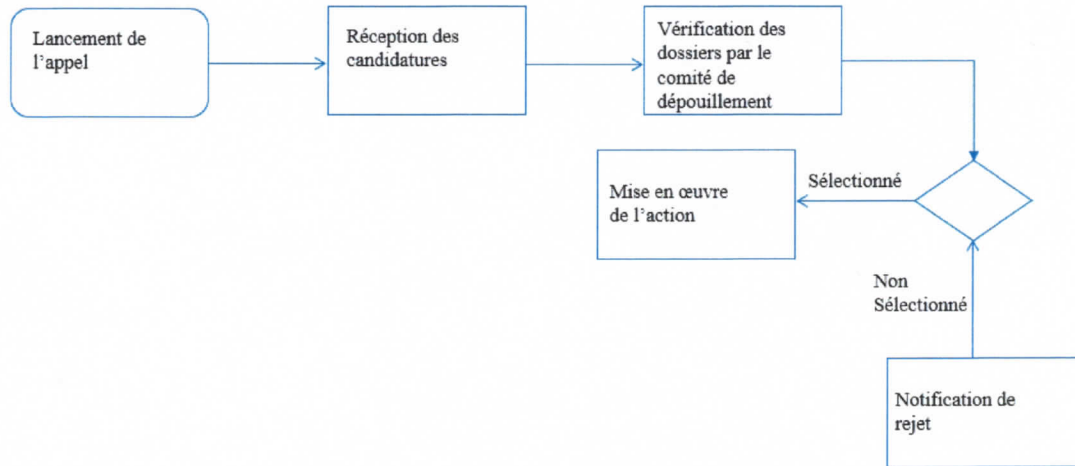 Lancement de
l'appel
Réception des
candidatures
Vérification des
dossiers par le
comité de
dépouillement
Mise en œuvre
de l'action
Sélectionné
Non
Sélectionné
Notification de
rejet